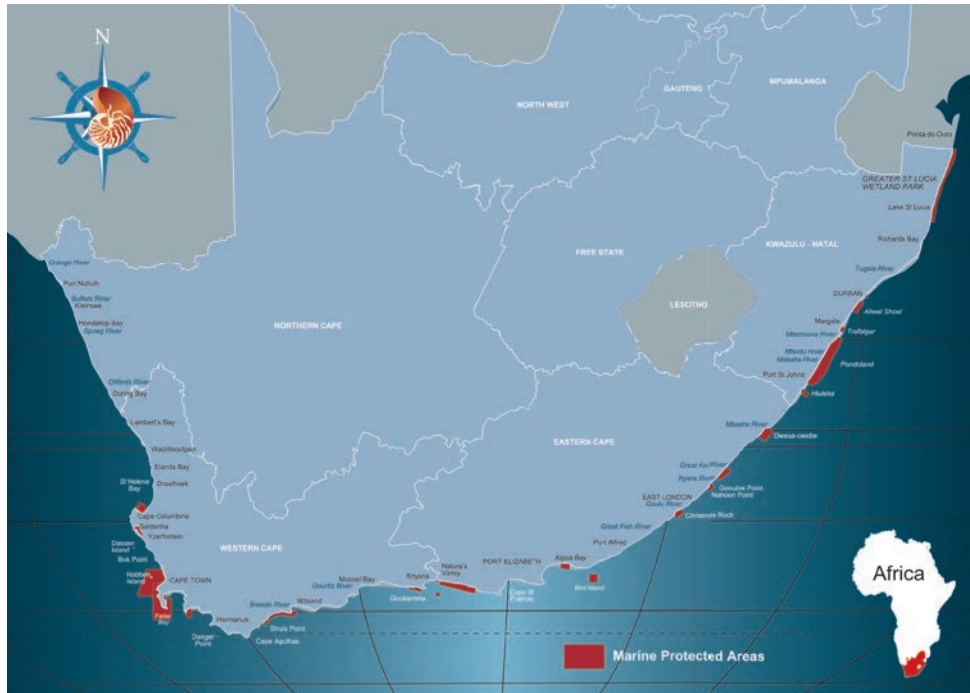 N
MPUMALANGA
GAUTENG
NORTH WEST
Ponta do Ouro
GREATER ST LUCIA
WETLAND PARK
Lake St Lucia
Richards Bay
KWAZULU - NATAL
FREE STATE
Orange River
Tugela River
Port Nolloth
LESOTHO
DURBAN
Buffels River
Kleinsee
Aliwal Shoal
Hondeklip Bay
Spoeg River
NORTHERN CAPE
Margate
Trafalgar
Mtamvuna River
Pondoland
Port St Johns
Olifants River
Doring Bay
Hluleka
Lambert's Bay
Mbashe River
Dwesa-cwebe
EASTERN CAPE
Wadrifsoutpan
Elands Bay
Great Kei River
St Helena
Bay
Draaihoek
Nyara River
Gonubie Point
Nahoon Point
EAST LONDON
Gqulu River
Christmas Rock
Cape Columbine
Saldanha
Yzerfontein
Great Fish River
Dassen
Island
Bok Point
WESTERN CAPE
Port Alfred
Africa
Robben
Island
CAPE TOWN
Knysna
Nature's
Valley
PORT ELIZABETH
Algoa Bay
Mossel Bay
Gouritz River
Bird Island
Goukamma
Cape St
Francis
Breede River
Witsand
False
Bay
Hermanus
Struis Point
Danger
Point
Cape Agulhas
Marine Protected Areas